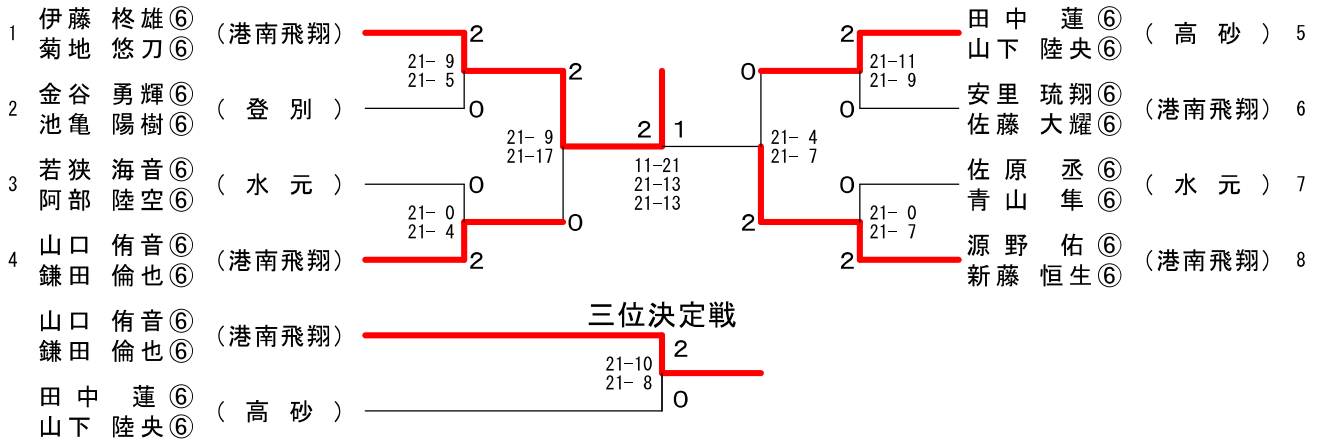 1 伊藤 柊雄⑥ (港南飛翔)
菊地 悠刀⑥
2
21- 9
21- 5
2 金谷 勇輝⑥ ( 登 別 )
池亀 陽樹⑥
0
2
21- 9
21-17
3 若狭 海音⑥ ( 水 元 )
阿部 陸空⑥
0
21- 0
21- 4
0
4 山口 侑音⑥ (港南飛翔)
鎌田 倫也⑥
2
2 1
11-21
21-13
21-13
田中 蓮⑥ ( 高 砂 ) 5
山下 陸央⑥
2
21-11
21- 9
0
安里 琉翔⑥ (港南飛翔) 6
佐藤 大耀⑥
0
21- 4
21- 7
佐原 丞⑥ ( 水 元 ) 7
青山 隼⑥
0
21- 0
21- 7
2
源野 佑⑥ (港南飛翔) 8
新藤 恒生⑥
2
三位決定戦
山口 侑音⑥ (港南飛翔)
鎌田 倫也⑥
2
21-10
21- 8
田中 蓮⑥ ( 高 砂 )
山下 陸央⑥
0